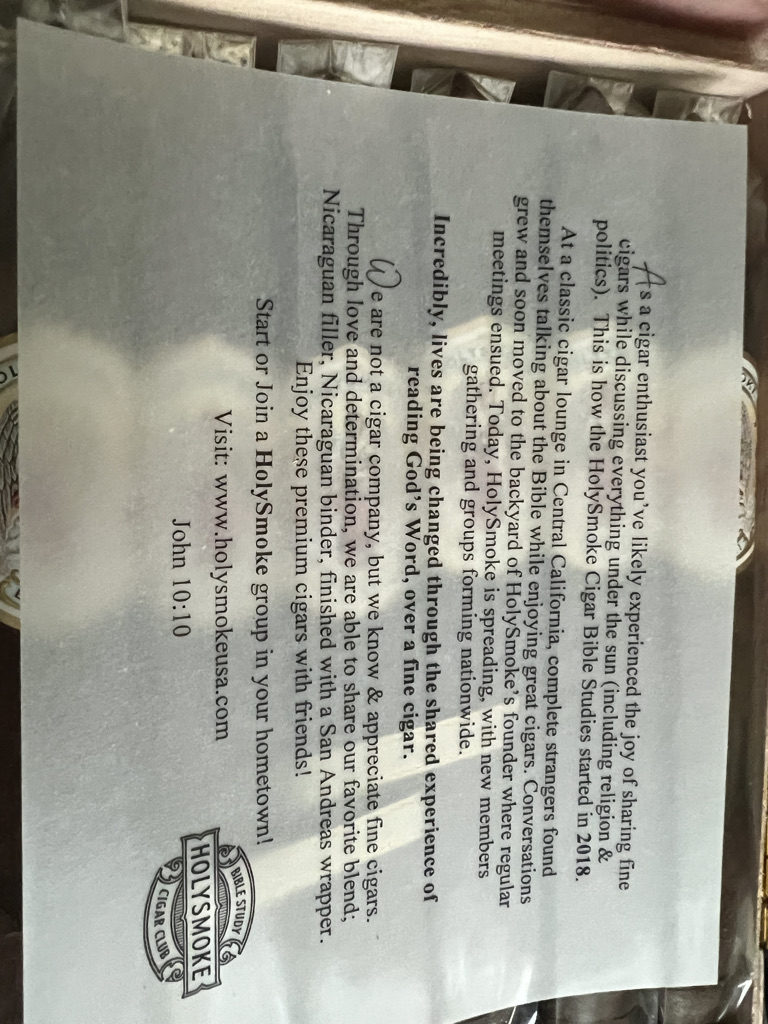 As a cigar enthusiast you've likely experienced the joy of sharing fine
cigars while discussing everything under the sun (including religion &
politics). This is how the HolySmoke Cigar Bible Studies started in 2018.
At a classic cigar lounge in Central California, complete strangers found
themselves talking about the Bible while enjoying great cigars. Conversations
grew and soon moved to the backyard of HolySmoke's founder where regular
meetings ensued. Today, HolySmoke is spreading, with new members
gathering and groups forming nationwide.
Incredibly, lives are being changed through the shared experience of
reading God's Word, over a fine cigar.
We are not a cigar company, but we know & appreciate fine cigars.
Through love and determination, we are able to share our favorite blend;
Nicaraguan filler, Nicaraguan binder, finished with a San Andreas wrapper.
Enjoy these premium cigars with friends!
Start or Join a HolySmoke group in your hometown!
Visit: www.holysmokeusa.com
John 10:10
BIBLE STUDY
HOLYSMOKE
CIGAR CLUB